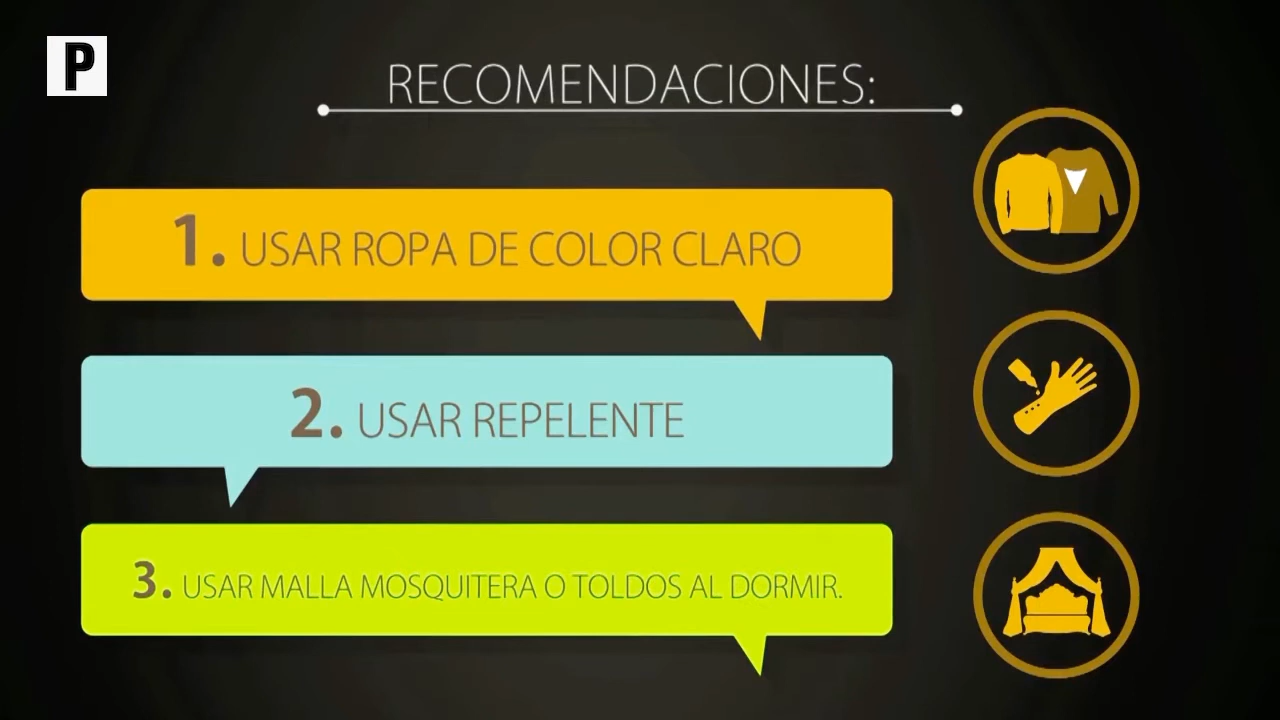 P
RECOMENDACIONES:
1. USAR ROPA DE COLOR CLARO
2. USAR REPELENTE
3. USAR MALLA MOSQUITERA O TOLDOS AL DORMIR.